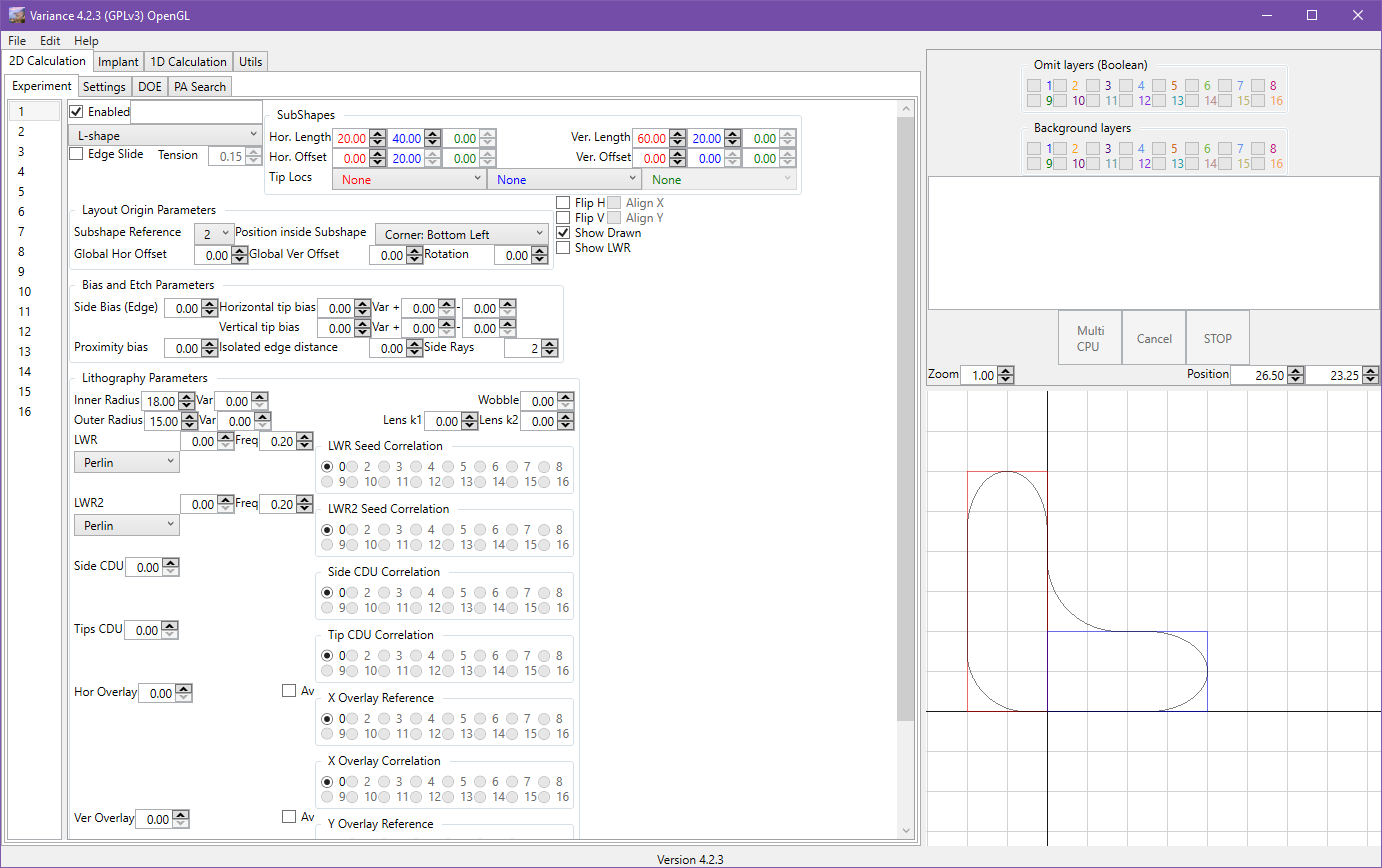 Variance 4.2.3 (GPLv3) OpenGL
File Edit Help
2D Calculation Implant 1D Calculation Utils
Experiment Settings DOE PA Search
1
2
3
4
5
6
7
8
9
10
11
12
13
14
15
16
Enabled
L-shape
Edge Slide Tension 0.15
SubShapes
Hor. Length 20.00 40.00 0.00 Ver. Length 60.00 20.00 0.00
Hor. Offset 0.00 20.00 0.00 Ver. Offset 0.00 0.00 0.00
Tip Locs None None None
Layout Origin Parameters
Subshape Reference 2 Position inside Subshape Corner: Bottom Left
Global Hor Offset 0.00 Global Ver Offset 0.00 Rotation 0.00
Flip H Align X
Flip V Align Y
Show Drawn
Show LWR
Bias and Etch Parameters
Side Bias (Edge) 0.00 Horizontal tip bias 0.00 Var + 0.00 - 0.00
Vertical tip bias 0.00 Var + 0.00 - 0.00
Proximity bias 0.00 Isolated edge distance 0.00 Side Rays 2
Lithography Parameters
Inner Radius 18.00 Var 0.00 Wobble 0.00
Outer Radius 15.00 Var 0.00 Lens k1 0.00 Lens k2 0.00
LWR 0.00 Freq 0.20
Perlin
LWR Seed Correlation
0 2 3 4 5 6 7 8
9 10 11 12 13 14 15 16
LWR2 0.00 Freq 0.20
Perlin
LWR2 Seed Correlation
0 2 3 4 5 6 7 8
9 10 11 12 13 14 15 16
Side CDU 0.00
Side CDU Correlation
0 2 3 4 5 6 7 8
9 10 11 12 13 14 15 16
Tips CDU 0.00
Tip CDU Correlation
0 2 3 4 5 6 7 8
9 10 11 12 13 14 15 16
Hor Overlay 0.00 Av
X Overlay Reference
0 2 3 4 5 6 7 8
9 10 11 12 13 14 15 16
X Overlay Correlation
0 2 3 4 5 6 7 8
9 10 11 12 13 14 15 16
Ver Overlay 0.00 Av
Y Overlay Reference
Omit layers (Boolean)
1 2 3 4 5 6 7 8
9 10 11 12 13 14 15 16
Background layers
1 2 3 4 5 6 7 8
9 10 11 12 13 14 15 16
Multi
CPU
Cancel
STOP
Zoom 1.00 Position 26.50 23.25
Version 4.2.3